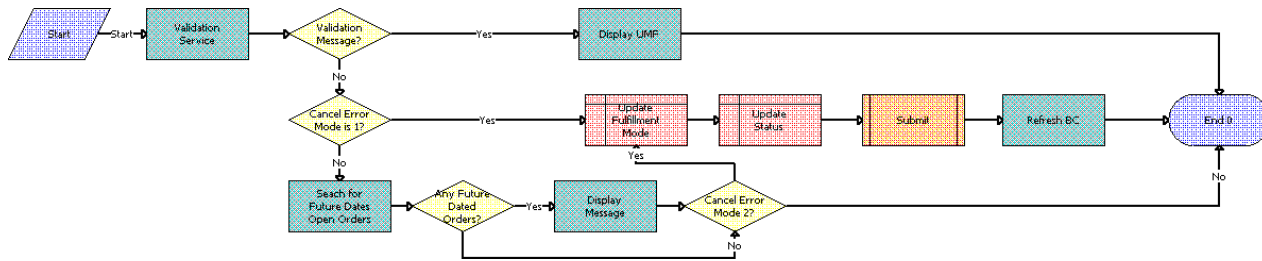 Start
Start
Validation
Service
Validation
Message?
Yes
Display UMF
No
Cancel Error
Mode is 1?
Yes
Update
Fulfillment
Mode
Update
Status
Submit
Refresh BC
End 0
No
Yes
No
Seach for
Future Dates
Open Orders
Any Future
Dated
Orders?
Yes
Display
Message
Cancel Error
Mode 2?
No